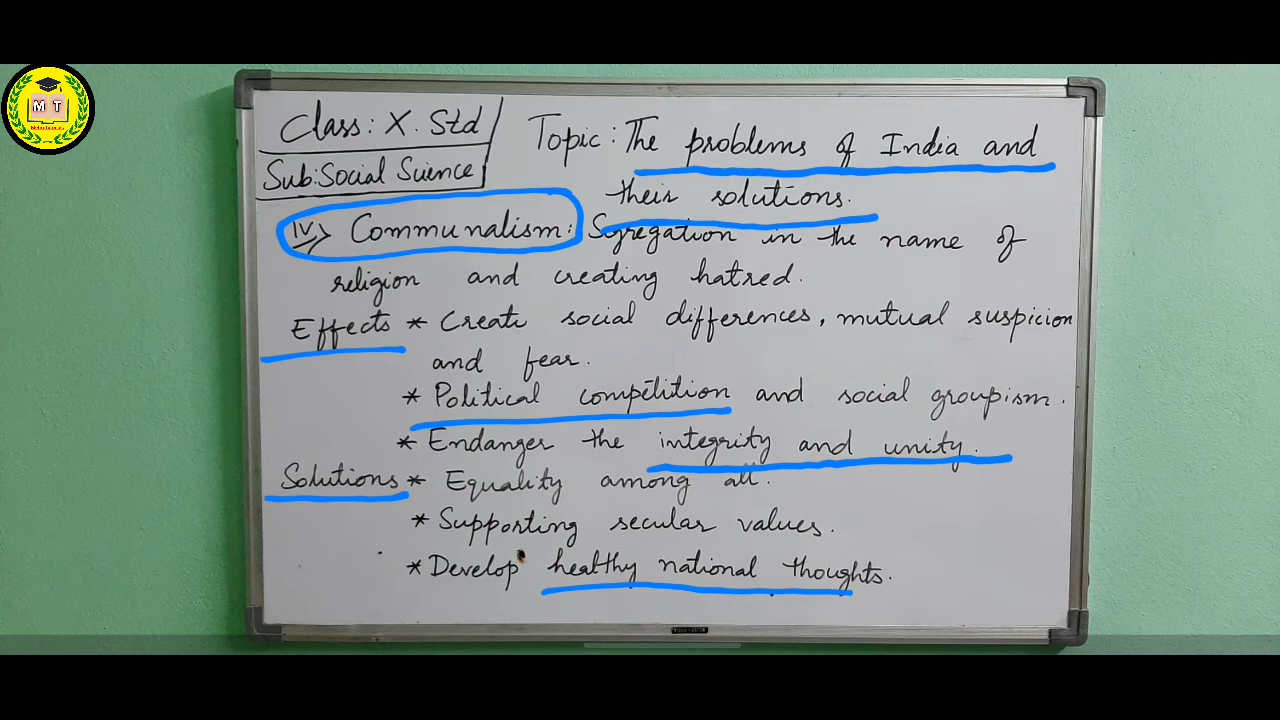 M T
Class: X. Std
Sub: Social Science
Topic: The problems of India and
their solutions.
IV> Communalism: Sgregation in the name of
religion and creating hatred.
Effects * Create social differences, mutual suspicion
and fear.
* Political competition and social groupism.
* Endanger the integrity and unity.
Solutions * Equality among all.
* Supporting secular values.
* Develop healthy national thoughts.